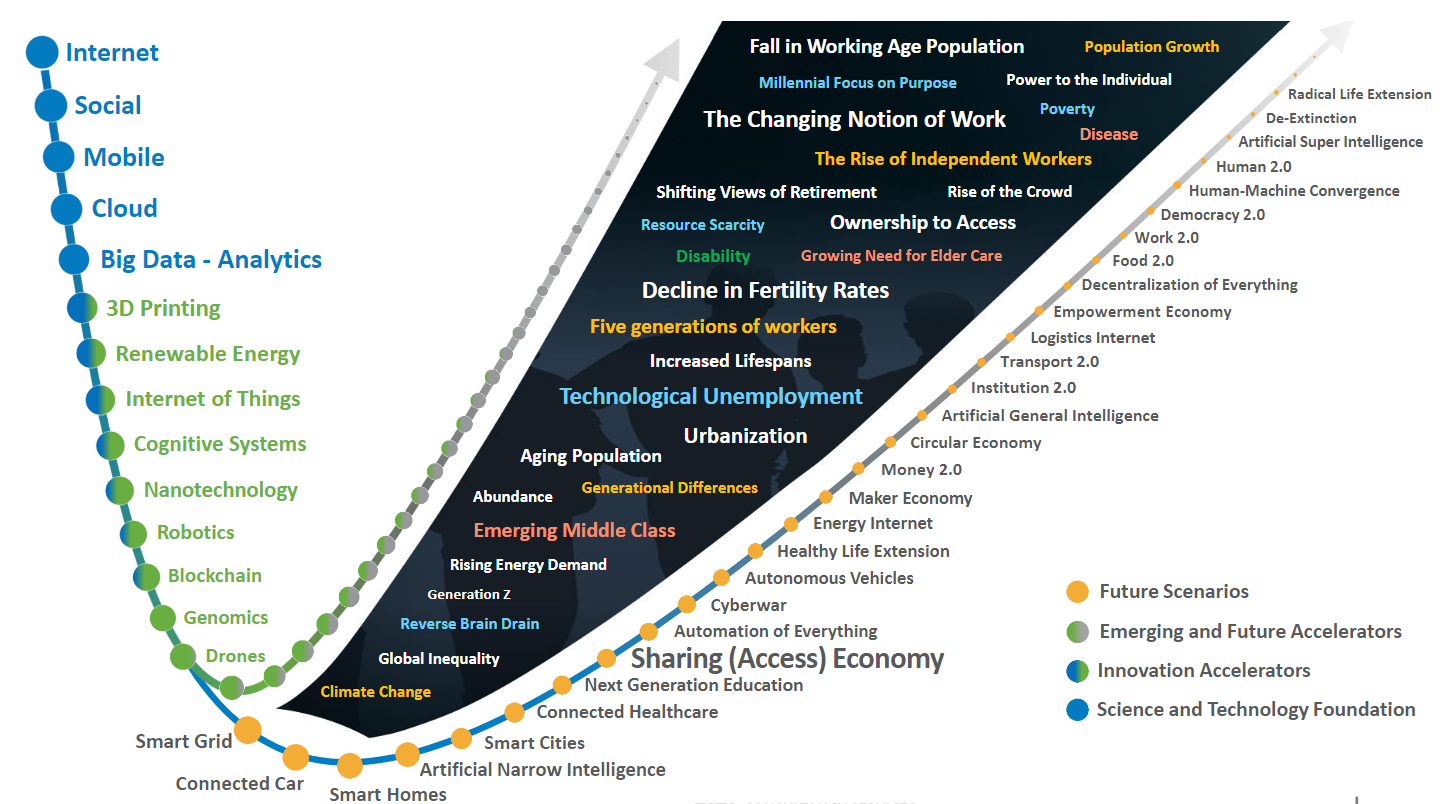 Internet
Social
Mobile
Cloud
Big Data - Analytics
3D Printing
Renewable Energy
Internet of Things
Cognitive Systems
Nanotechnology
Robotics
Blockchain
Genomics
Drones
Smart Grid
Connected Car
Smart Homes
Artificial Narrow Intelligence
Smart Cities
Connected Healthcare
Next Generation Education
Sharing (Access) Economy
Automation of Everything
Cyberwar
Autonomous Vehicles
Healthy Life Extension
Energy Internet
Maker Economy
Money 2.0
Circular Economy
Artificial General Intelligence
Institution 2.0
Transport 2.0
Logistics Internet
Empowerment Economy
Decentralization of Everything
Food 2.0
Work 2.0
Democracy 2.0
Human-Machine Convergence
Human 2.0
Artificial Super Intelligence
De-Extinction
Radical Life Extension
Fall in Working Age Population
Population Growth
Millennial Focus on Purpose
Power to the Individual
The Changing Notion of Work
Poverty
Disease
The Rise of Independent Workers
Shifting Views of Retirement
Rise of the Crowd
Resource Scarcity
Ownership to Access
Disability
Growing Need for Elder Care
Decline in Fertility Rates
Five generations of workers
Increased Lifespans
Technological Unemployment
Urbanization
Aging Population
Abundance
Generational Differences
Emerging Middle Class
Rising Energy Demand
Generation Z
Reverse Brain Drain
Global Inequality
Climate Change
Future Scenarios
Emerging and Future Accelerators
Innovation Accelerators
Science and Technology Foundation